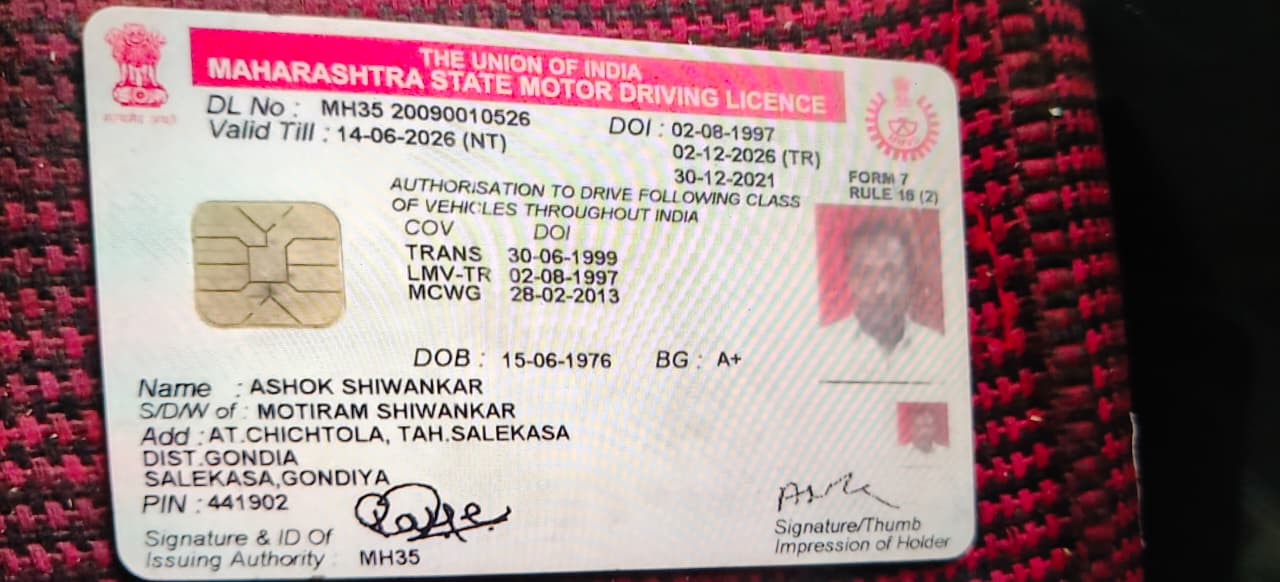 THE UNION OF INDIA
MAHARASHTRA STATE MOTOR DRIVING LICENCE
DL No : MH35 20090010526
DOI : 02-08-1997
Valid Till : 14-06-2026 (NT)
02-12-2026 (TR)
30-12-2021
FORM 7
RULE 16 (2)
AUTHORISATION TO DRIVE FOLLOWING CLASS
OF VEHICLES THROUGHOUT INDIA
COV DOI
TRANS 30-06-1999
LMV-TR 02-08-1997
MCWG 28-02-2013
DOB : 15-06-1976 BG : A+
Name : ASHOK SHIWANKAR
S/D/W of : MOTIRAM SHIWANKAR
Add : AT.CHICHTOLA, TAH.SALEKASA
DIST.GONDIA
SALEKASA,GONDIYA
PIN : 441902
Signature & ID Of
Issuing Authority : MH35
Signature/Thumb
Impression of Holder